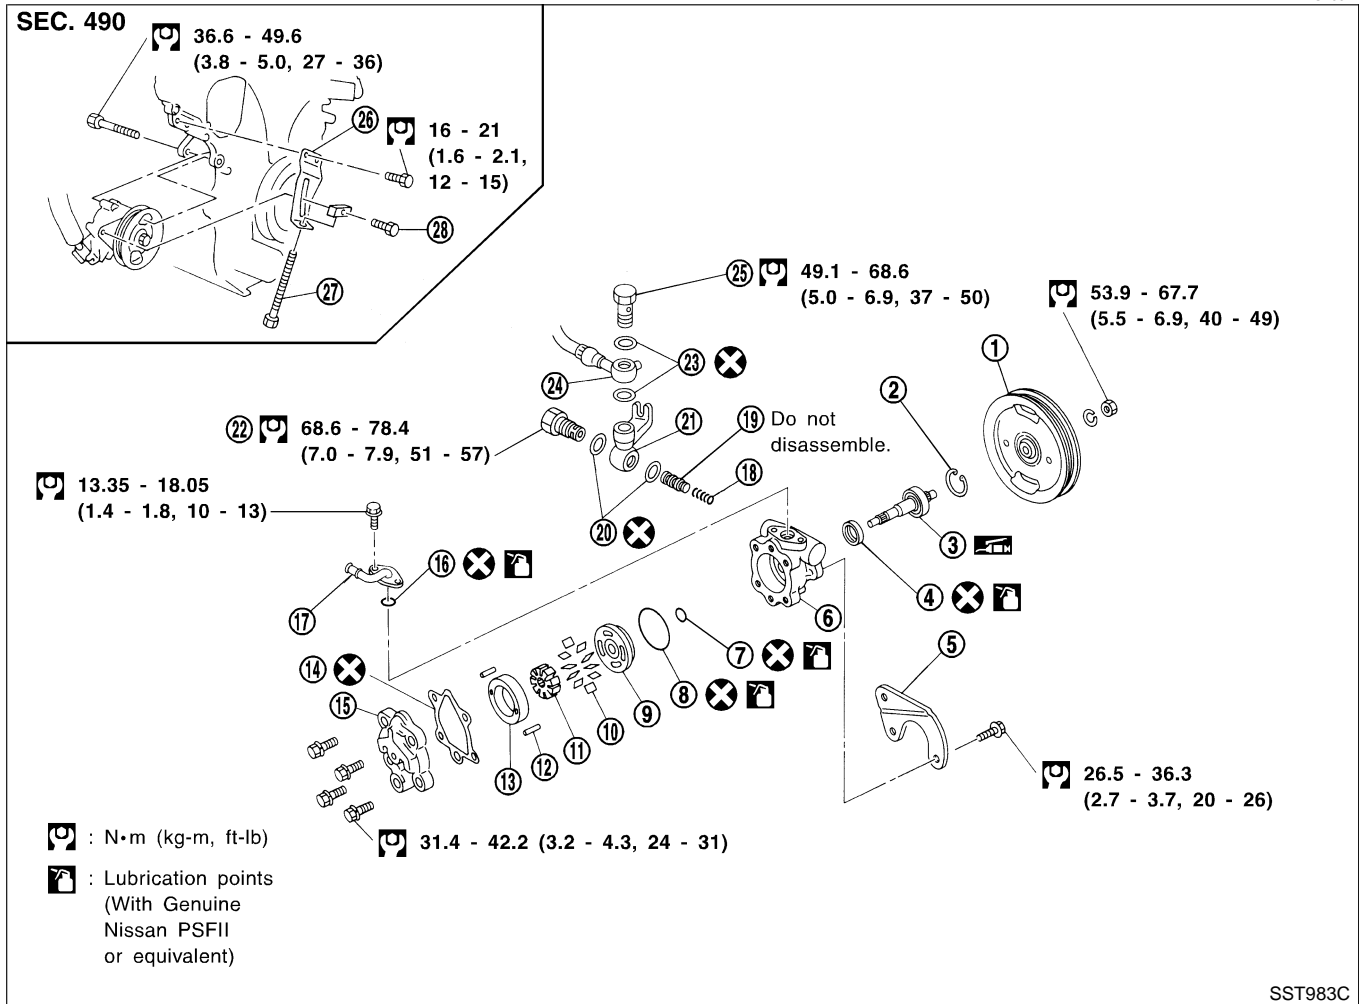 SEC. 490
36.6 - 49.6
(3.8 - 5.0, 27 - 36)
26
16 - 21
(1.6 - 2.1,
12 - 15)
28
27
25
49.1 - 68.6
(5.0 - 6.9, 37 - 50)
53.9 - 67.7
(5.5 - 6.9, 40 - 49)
1
23
24
2
22
68.6 - 78.4
(7.0 - 7.9, 51 - 57)
21
19
Do not
disassemble.
18
13.35 - 18.05
(1.4 - 1.8, 10 - 13)
20
3
16
4
17
6
7
5
14
8
15
9
10
11
12
13
26.5 - 36.3
(2.7 - 3.7, 20 - 26)
31.4 - 42.2 (3.2 - 4.3, 24 - 31)
: N•m (kg-m, ft-lb)
: Lubrication points
(With Genuine
Nissan PSFII
or equivalent)
SST983C